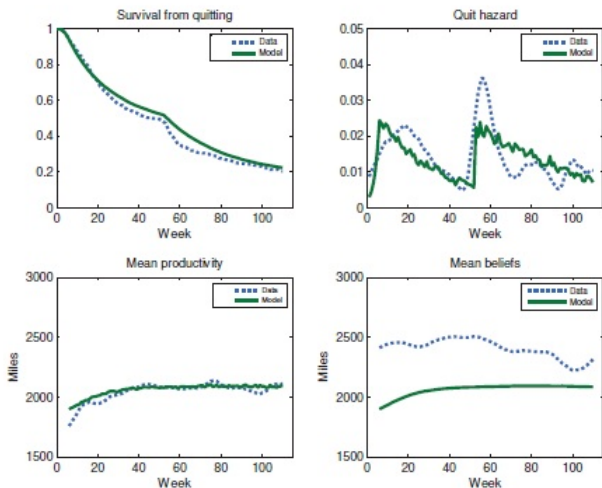 Survival from quitting
1
0.8
0.6
0.4
0.2
0
0 20 40 60 80 100
Week
Data
Model
Quit hazard
0.05
0.04
0.03
0.02
0.01
0
0 20 40 60 80 100
Week
Data
Model
Mean productivity
Miles
3000
2500
2000
1500
0 20 40 60 80 100
Week
Data
Model
Mean beliefs
Miles
3000
2500
2000
1500
0 20 40 60 80 100
Week
Data
Model